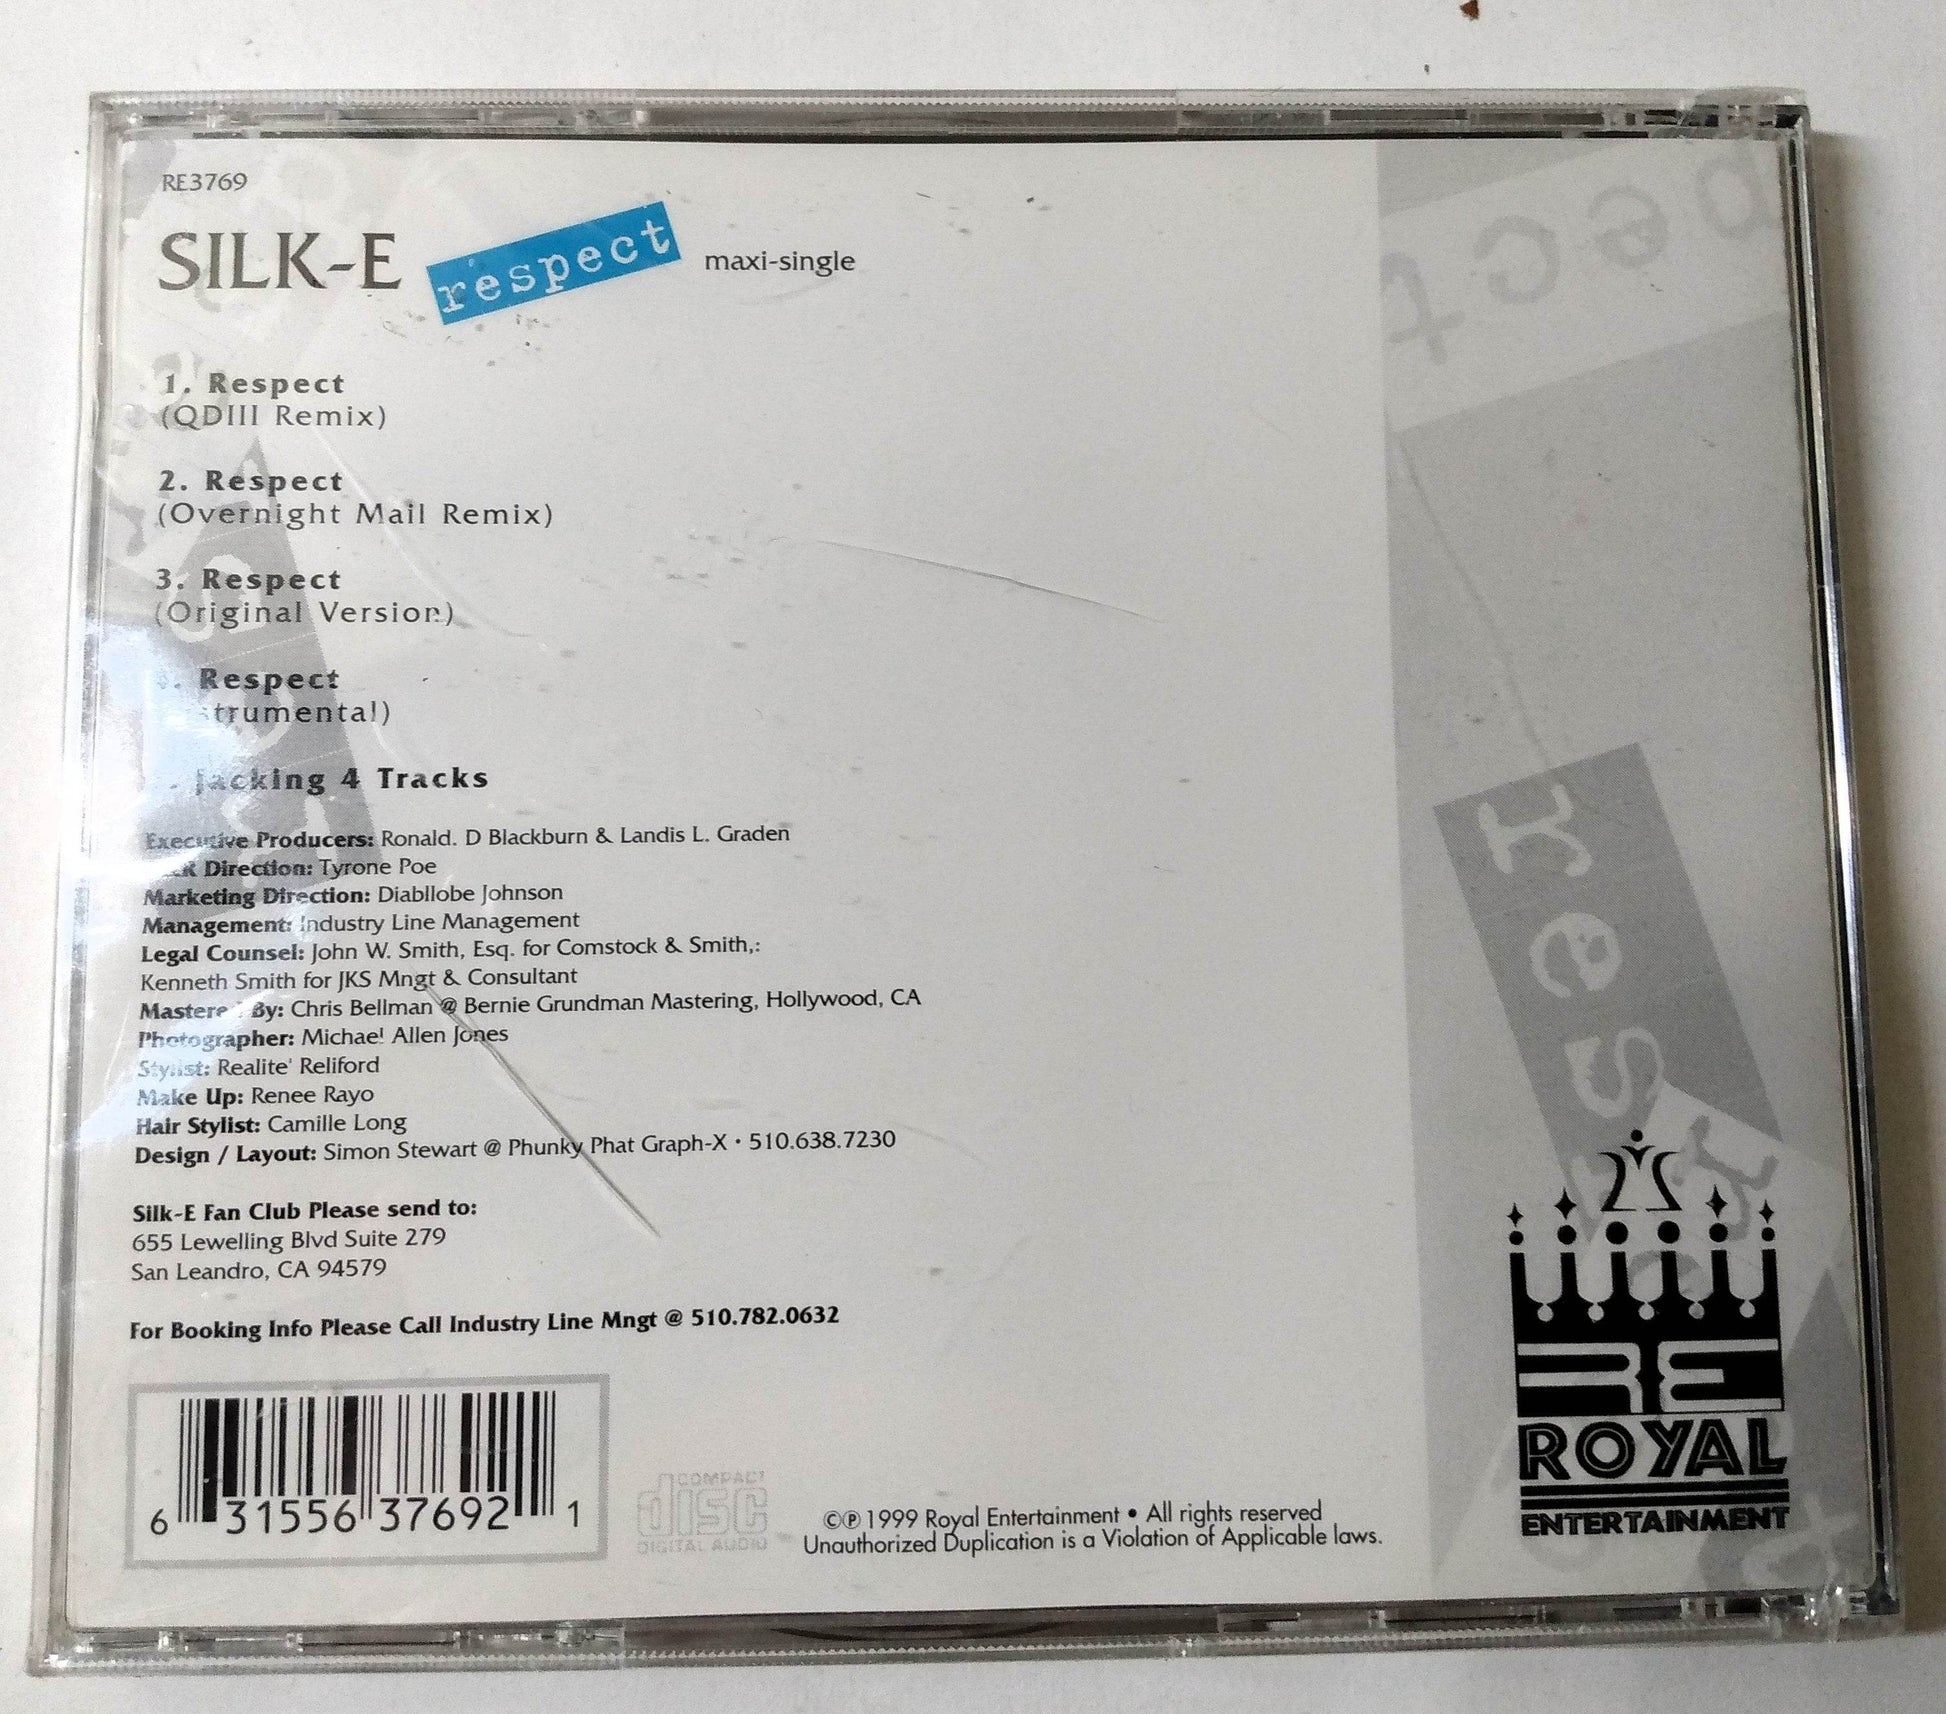 RE3769
SILK-E respect maxi-single
1. Respect
(QDIII Remix)
2. Respect
(Overnight Mail Remix)
3. Respect
(Original Version)
Respect
Jacking 4 Tracks
Executive Producers: Ronald. D Blackburn & Landis L. Graden
Direction: Tyrone Poe
Marketing Direction: Diabllobe Johnson
Management: Industry Line Management
Legal Counsel: John W. Smith, Esq. for Comstock & Smith,:
Kenneth Smith for JKS Mngt & Consultant
Mastered By: Chris Bellman @ Bernie Grundman Mastering, Hollywood, CA
Photographer: Michael Allen Jones
Stylist: Realite' Reliford
Make Up: Renee Rayo
Hair Stylist: Camille Long
Design / Layout: Simon Stewart @ Phunky Phat Graph-X • 510.638.7230
Silk-E Fan Club Please send to:
655 Lewelling Blvd Suite 279
San Leandro, CA 94579
For Booking Info Please Call Industry Line Mngt @ 510.782.0632
6 31556 37692 1
COMPACT
disc
DIGITAL AUDIO
©℗ 1999 Royal Entertainment • All rights reserved
Unauthorized Duplication is a Violation of Applicable laws.
pect
resp
RE
ROYAL
ENTERTAINMENT